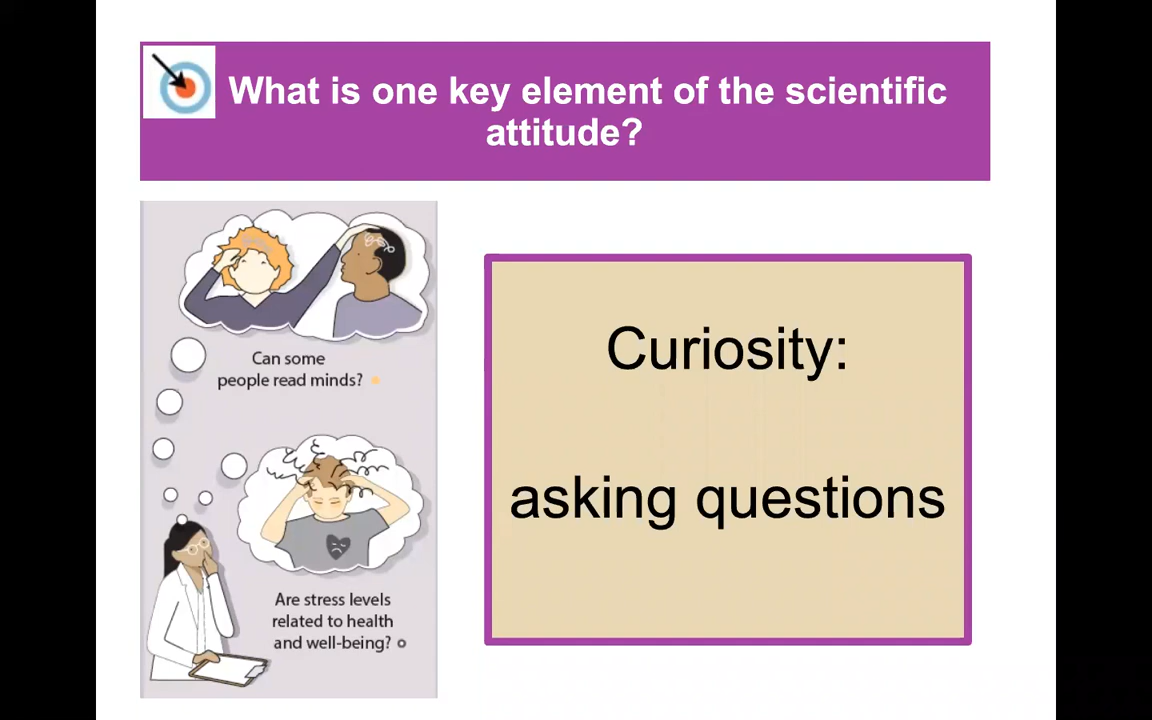 What is one key element of the scientific
attitude?
Can some
people read minds?
Are stress levels
related to health
and well-being?
Curiosity:
asking questions